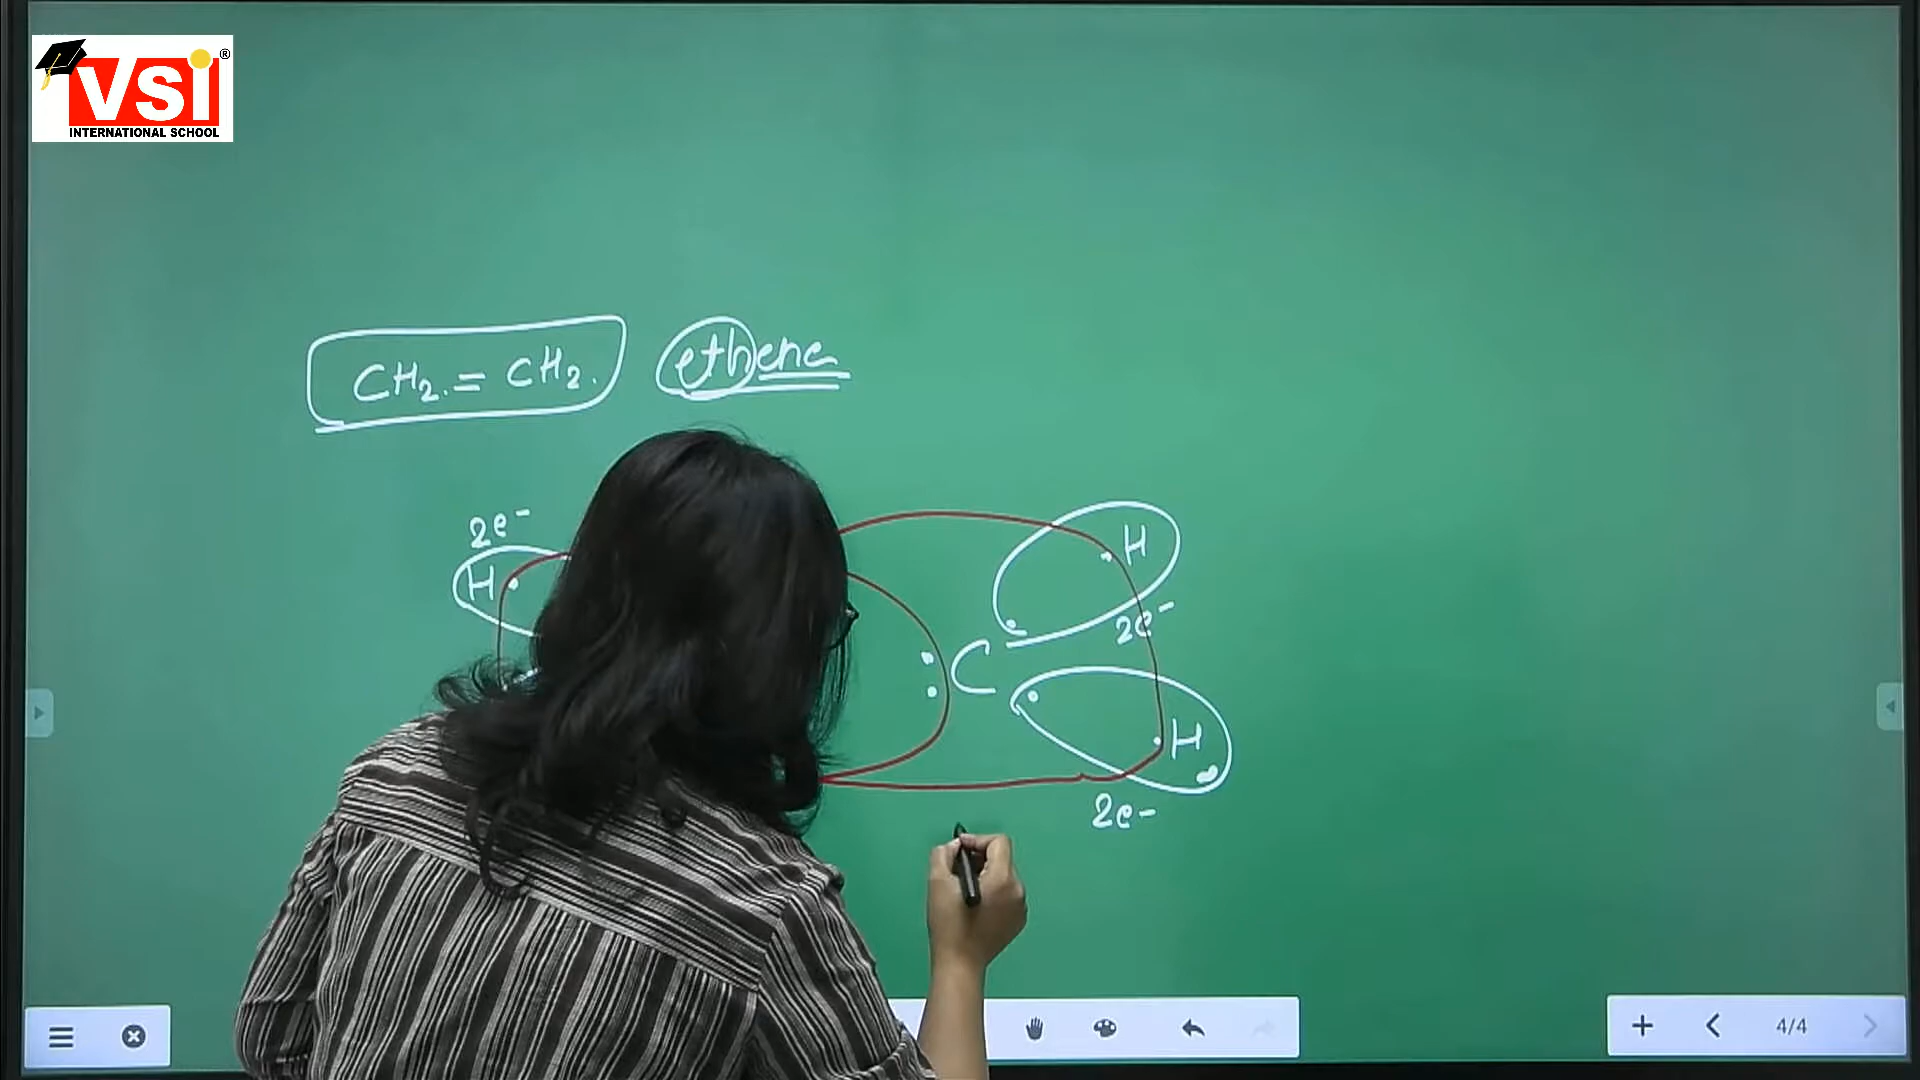 VSI ®
INTERNATIONAL SCHOOL
CH2. = CH2. ethene
2e-
H
H
2e-
C
H
2e-
4/4